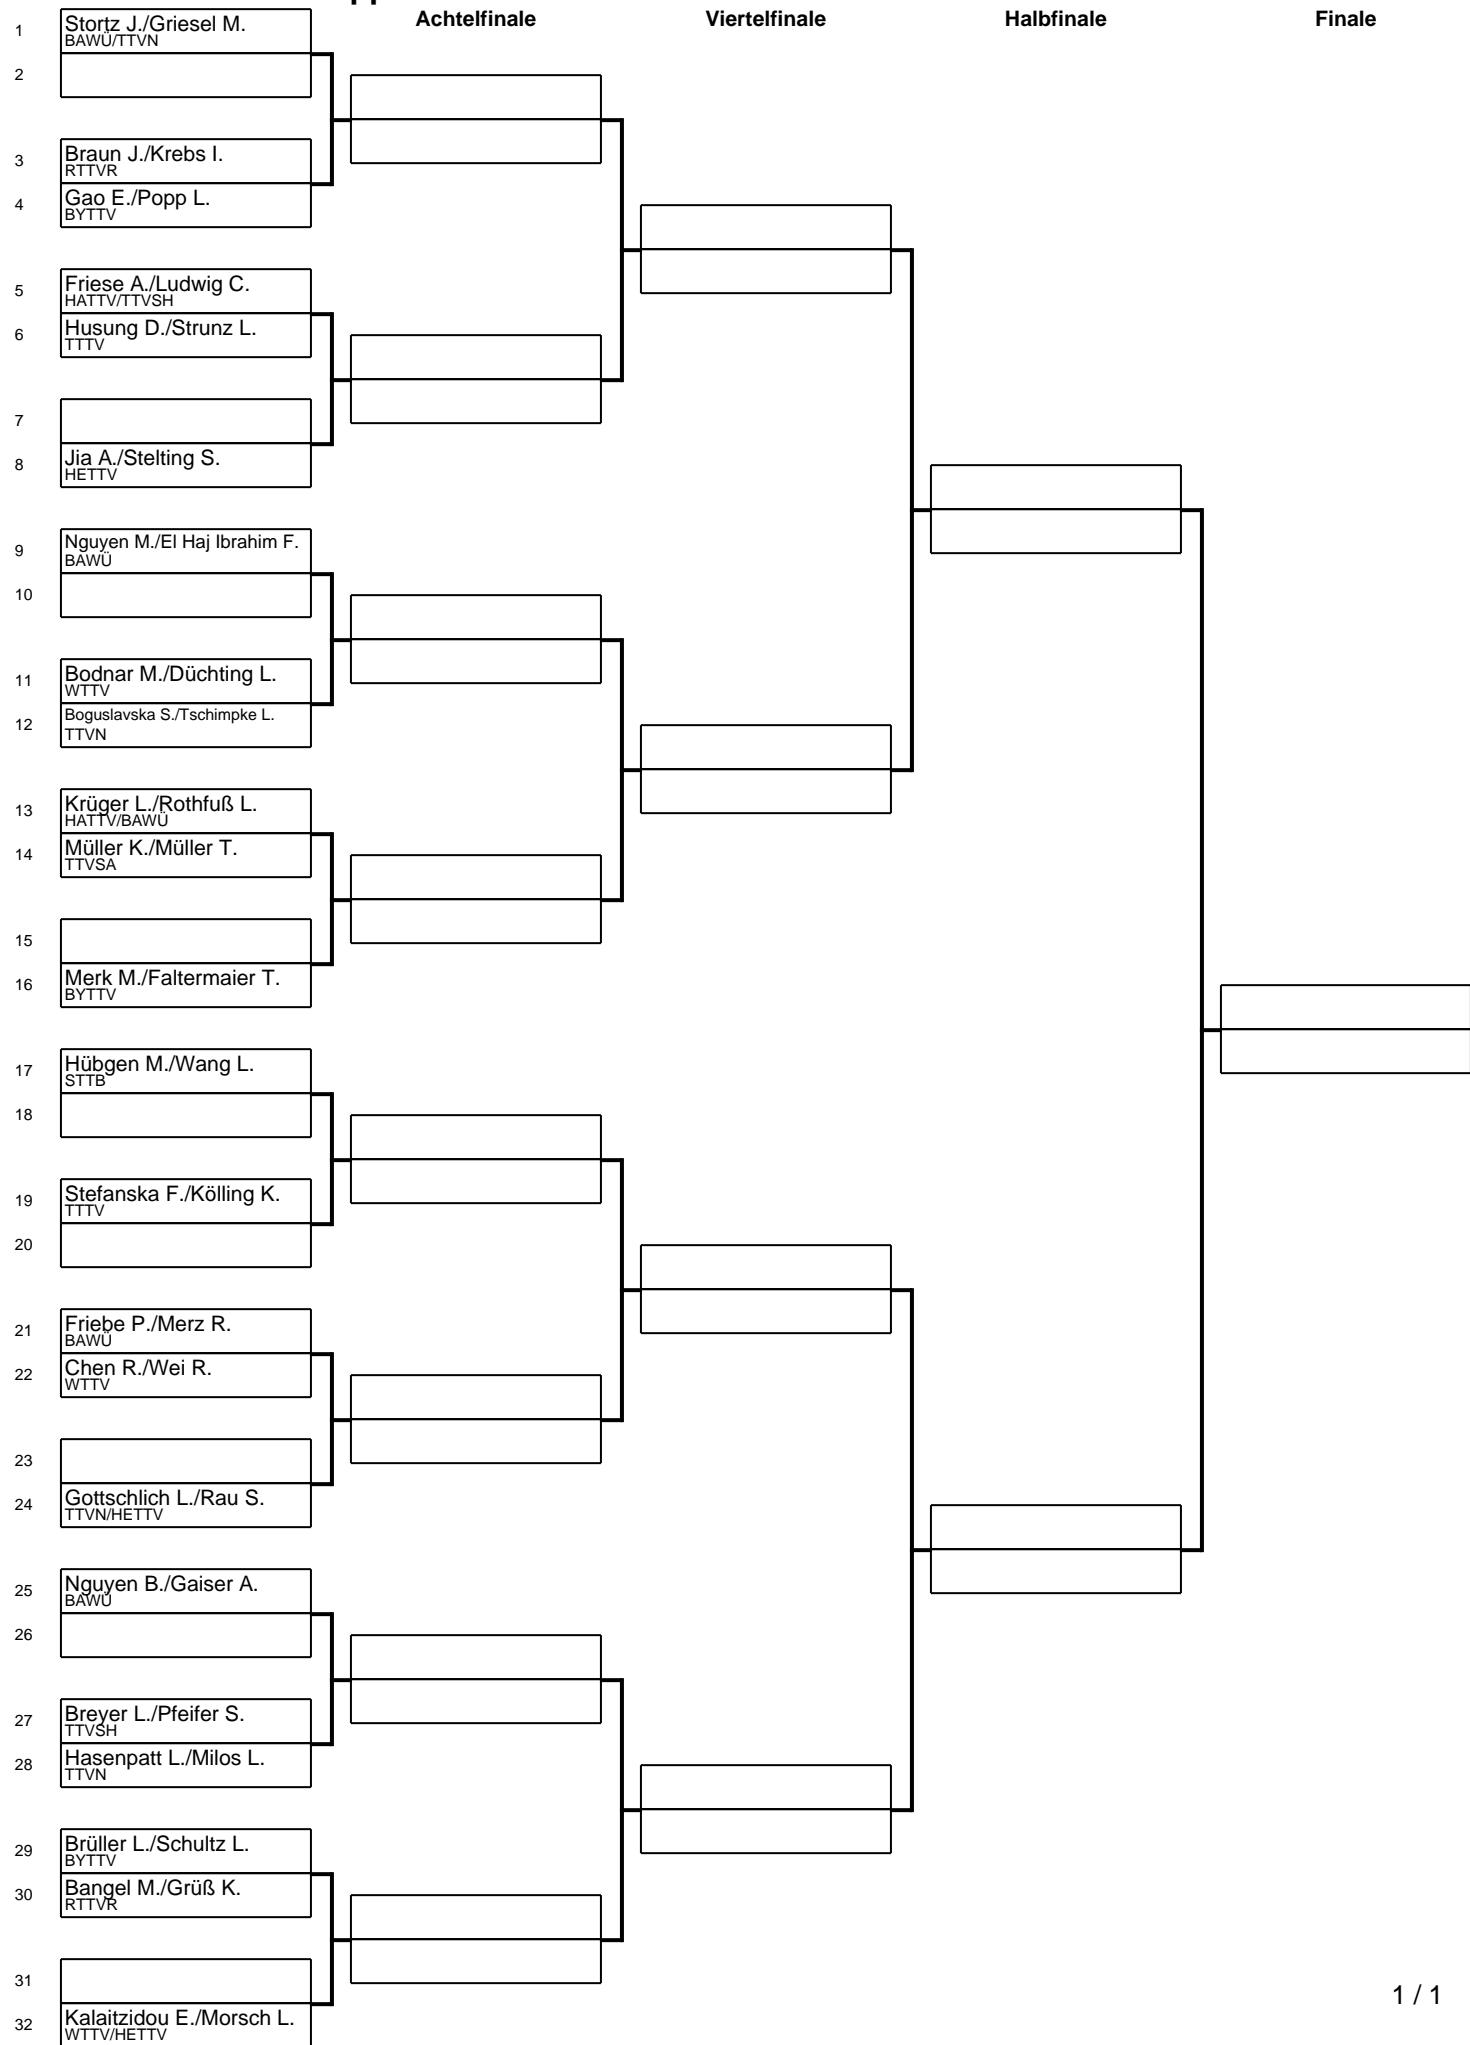 pp
Achtelfinale Viertelfinale Halbfinale Finale
1 Stortz J./Griesel M.
BAWÜ/TTVN
2
3 Braun J./Krebs I.
RTTVR
4 Gao E./Popp L.
BYTTV
5 Friese A./Ludwig C.
HATTV/TTVSH
6 Husung D./Strunz L.
TTTV
7
8 Jia A./Stelting S.
HETTV
9 Nguyen M./El Haj Ibrahim F.
BAWÜ
10
11 Bodnar M./Düchting L.
WTTV
12 Boguslavska S./Tschimpke L.
TTVN
13 Krüger L./Rothfuß L.
HATTV/BAWÜ
14 Müller K./Müller T.
TTVSA
15
16 Merk M./Faltermaier T.
BYTTV
17 Hübgen M./Wang L.
STTB
18
19 Stefanska F./Kölling K.
TTTV
20
21 Friebe P./Merz R.
BAWÜ
22 Chen R./Wei R.
WTTV
23
24 Gottschlich L./Rau S.
TTVN/HETTV
25 Nguyen B./Gaiser A.
BAWÜ
26
27 Breyer L./Pfeifer S.
TTVSH
28 Hasenpatt L./Milos L.
TTVN
29 Brüller L./Schultz L.
BYTTV
30 Bangel M./Grüß K.
RTTVR
31
32 Kalaitzidou E./Morsch L.
WTTV/HETTV
1 / 1